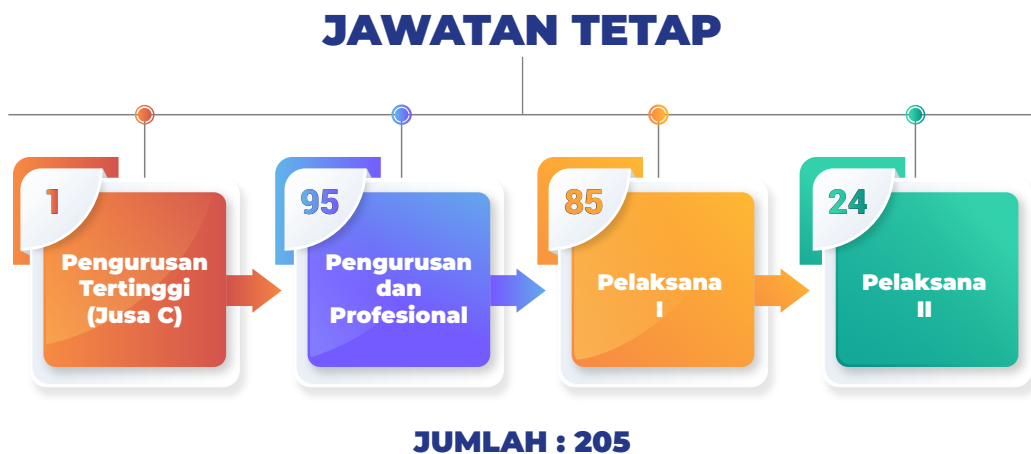 JAWATAN TETAP
1
Pengurusan
Tertinggi
(Jusa C)
95
Pengurusan
dan
Profesional
85
Pelaksana
I
24
Pelaksana
II
JUMLAH : 205